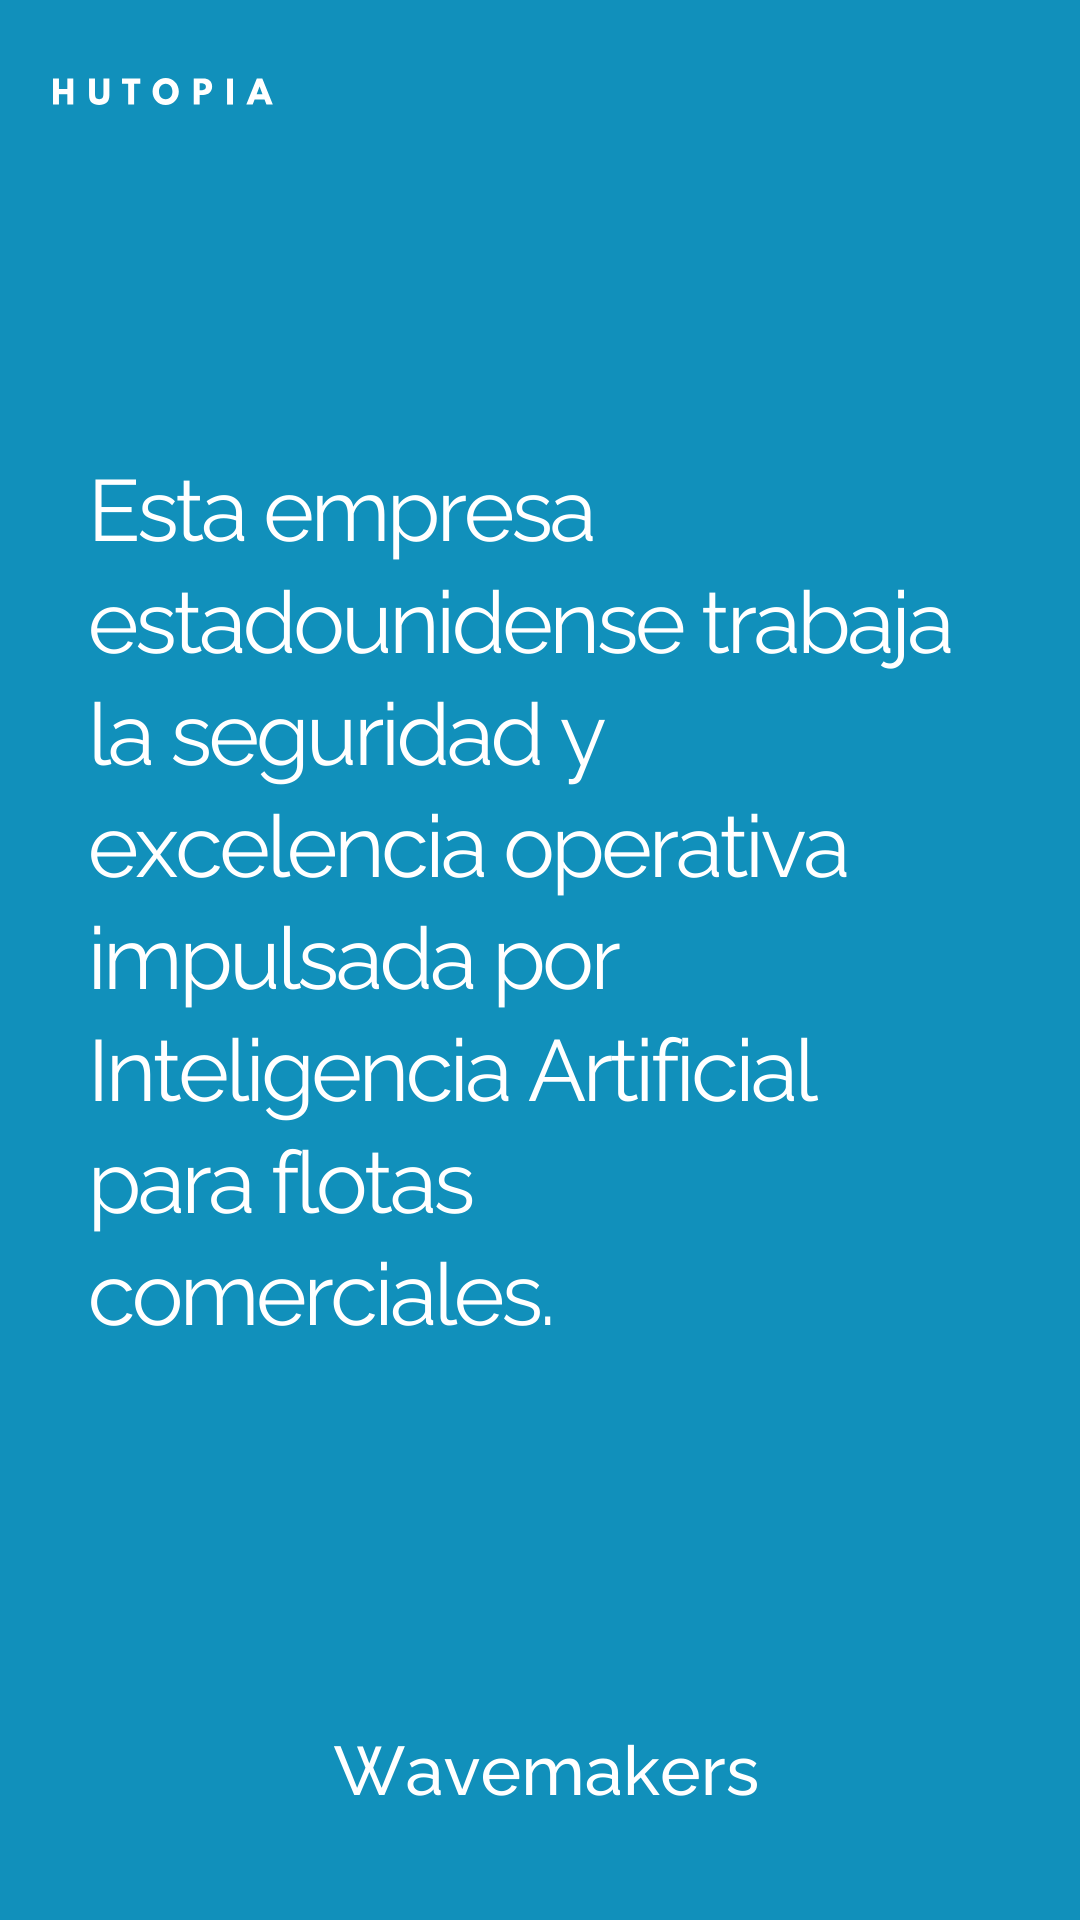 HUTOPIA
Esta empresa
estadounidense trabaja
la seguridad y
excelencia operativa
impulsada por
Inteligencia Artificial
para flotas
comerciales.
Wavemakers